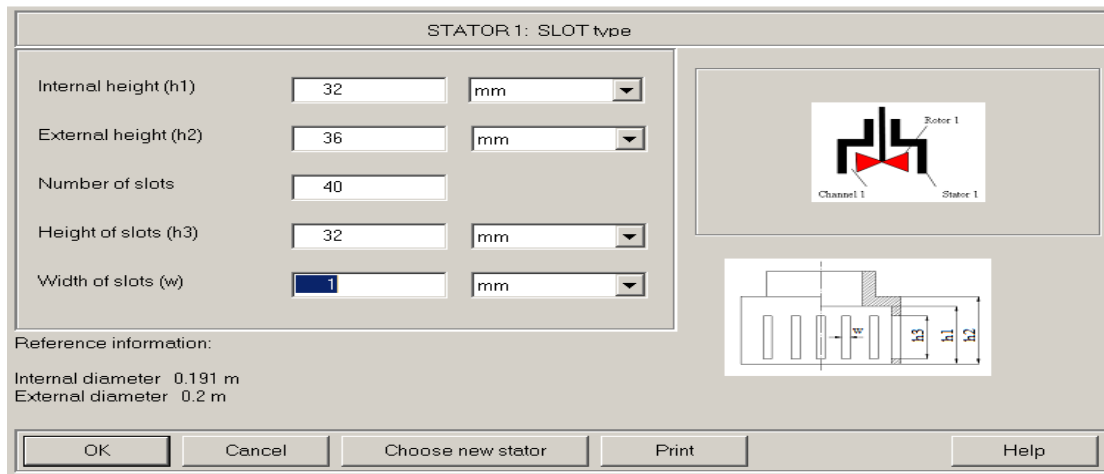 STATOR 1: SLOT type
Internal height (h1) 32 mm
External height (h2) 36 mm
Number of slots 40
Height of slots (h3) 32 mm
Width of slots (w) 1 mm
Rotor 1
Channel 1 Stator 1
w h3 h1 h2
Reference information:
Internal diameter 0.191 m
External diameter 0.2 m
OK Cancel Choose new stator Print Help